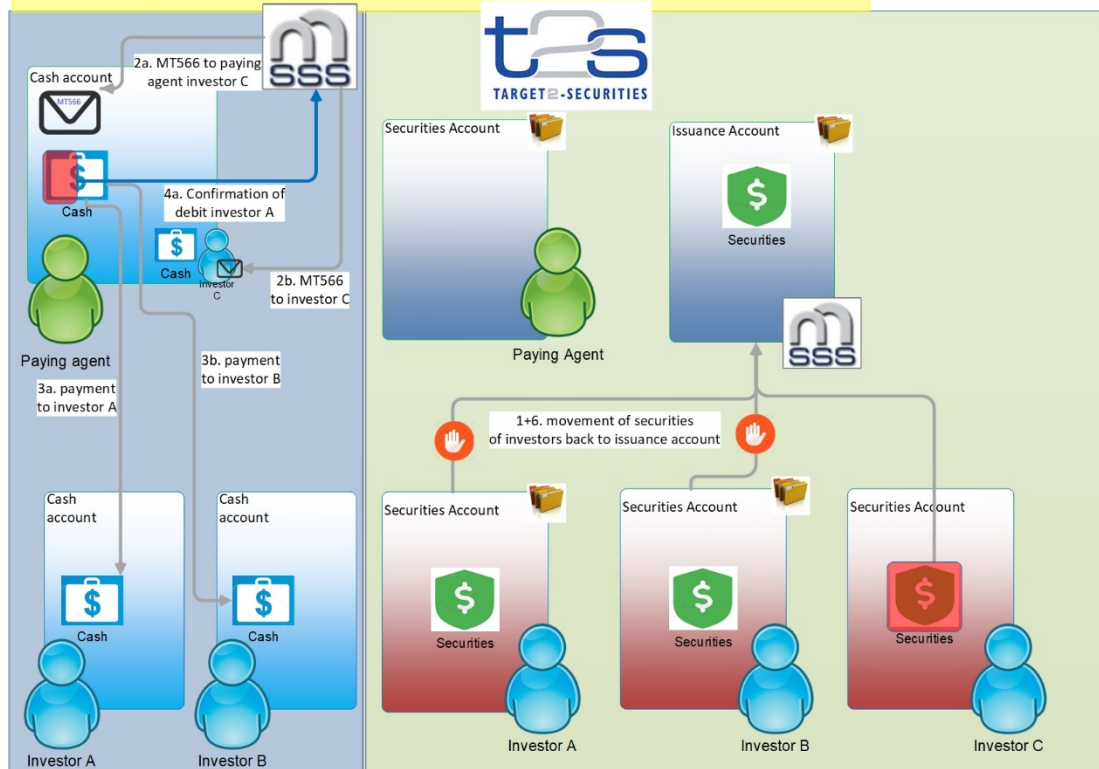 SSS
2a. MT566 to paying
agent investor C
Cash account
MT566
t2s
TARGET2-SECURITIES
Securities Account
Issuance Account
4a. Confirmation of
debit investor A
Cash
Securities
Cash
Investor
C
2b. MT566
to investor C
SSS
Paying agent
Paying Agent
3b. payment
to investor B
3a. payment
to investor A
1+6. movement of securities
of investors back to issuance account
Cash
account
Cash
account
Securities Account
Securities Account
Securities Account
Cash
Cash
Securities
Securities
Securities
Investor A
Investor B
Investor A
Investor B
Investor C